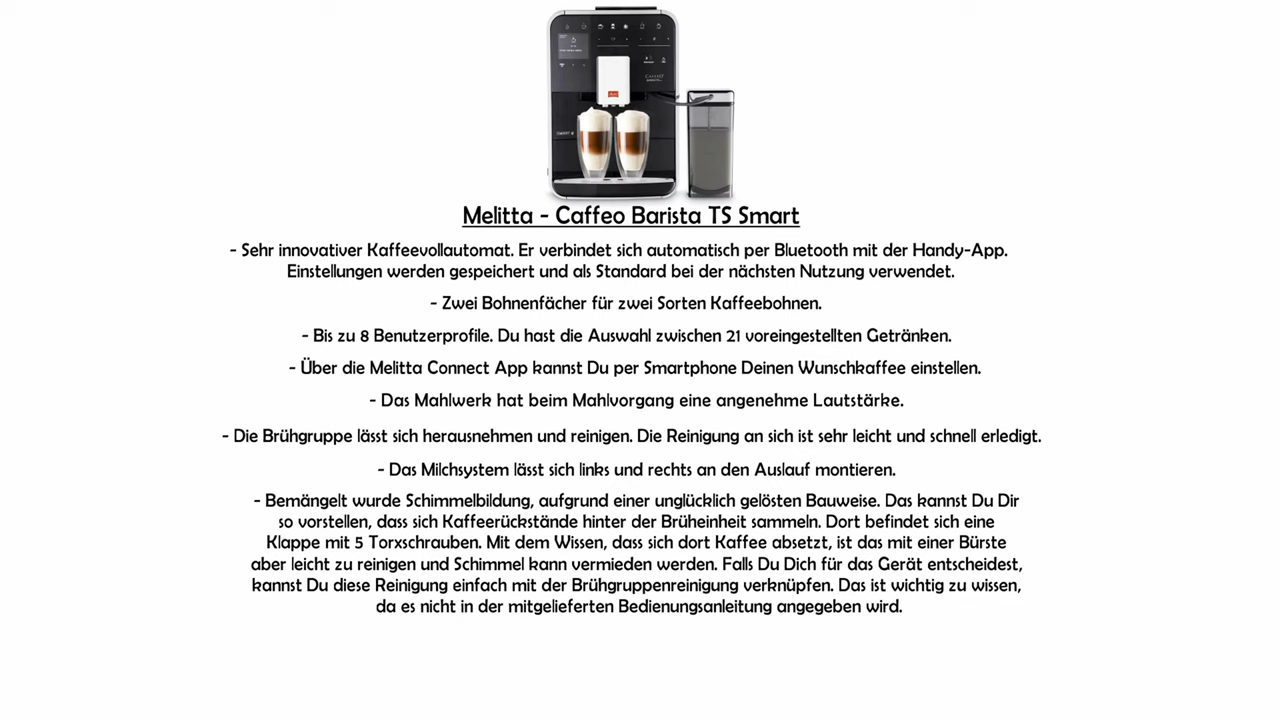 Melitta - Caffeo Barista TS Smart
- Sehr innovativer Kaffeevollautomat. Er verbindet sich automatisch per Bluetooth mit der Handy-App.
Einstellungen werden gespeichert und als Standard bei der nächsten Nutzung verwendet.
- Zwei Bohnenfächer für zwei Sorten Kaffeebohnen.
- Bis zu 8 Benutzerprofile. Du hast die Auswahl zwischen 21 voreingestellten Getränken.
- Über die Melitta Connect App kannst Du per Smartphone Deinen Wunschkaffee einstellen.
- Das Mahlwerk hat beim Mahlvorgang eine angenehme Lautstärke.
- Die Brühgruppe lässt sich herausnehmen und reinigen. Die Reinigung an sich ist sehr leicht und schnell erledigt.
- Das Milchsystem lässt sich links und rechts an den Auslauf montieren.
- Bemängelt wurde Schimmelbildung, aufgrund einer unglücklich gelösten Bauweise. Das kannst Du Dir
so vorstellen, dass sich Kaffeerückstände hinter der Brüheinheit sammeln. Dort befindet sich eine
Klappe mit 5 Torxschrauben. Mit dem Wissen, dass sich dort Kaffee absetzt, ist das mit einer Bürste
aber leicht zu reinigen und Schimmel kann vermieden werden. Falls Du Dich für das Gerät entscheidest,
kannst Du diese Reinigung einfach mit der Brühgruppenreinigung verknüpfen. Das ist wichtig zu wissen,
da es nicht in der mitgelieferten Bedienungsanleitung angegeben wird.